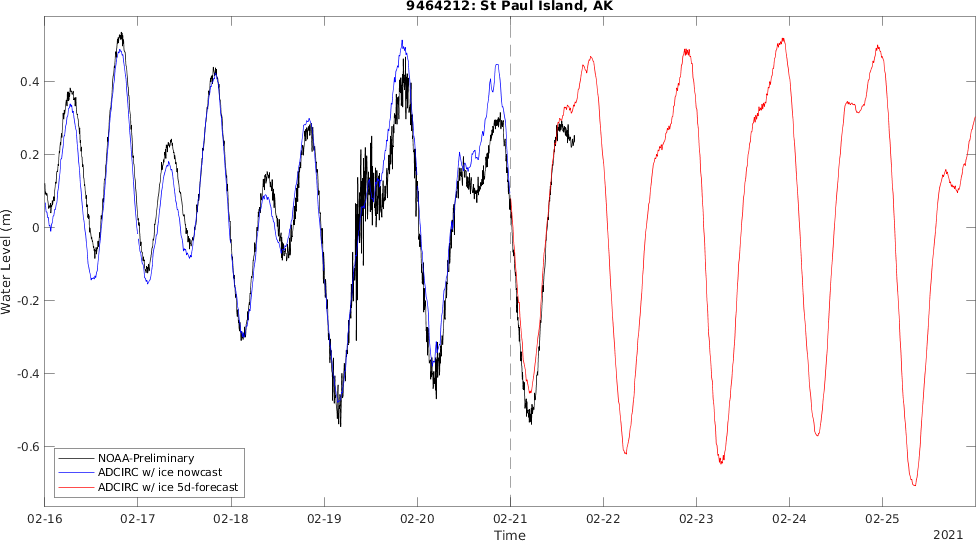 9464212: St Paul Island, AK
Water Level (m)
0.4
0.2
0
-0.2
-0.4
-0.6
NOAA-Preliminary
ADCIRC w/ ice nowcast
ADCIRC w/ ice 5d-forecast
02-16 02-17 02-18 02-19 02-20 02-21 02-22 02-23 02-24 02-25
Time
2021